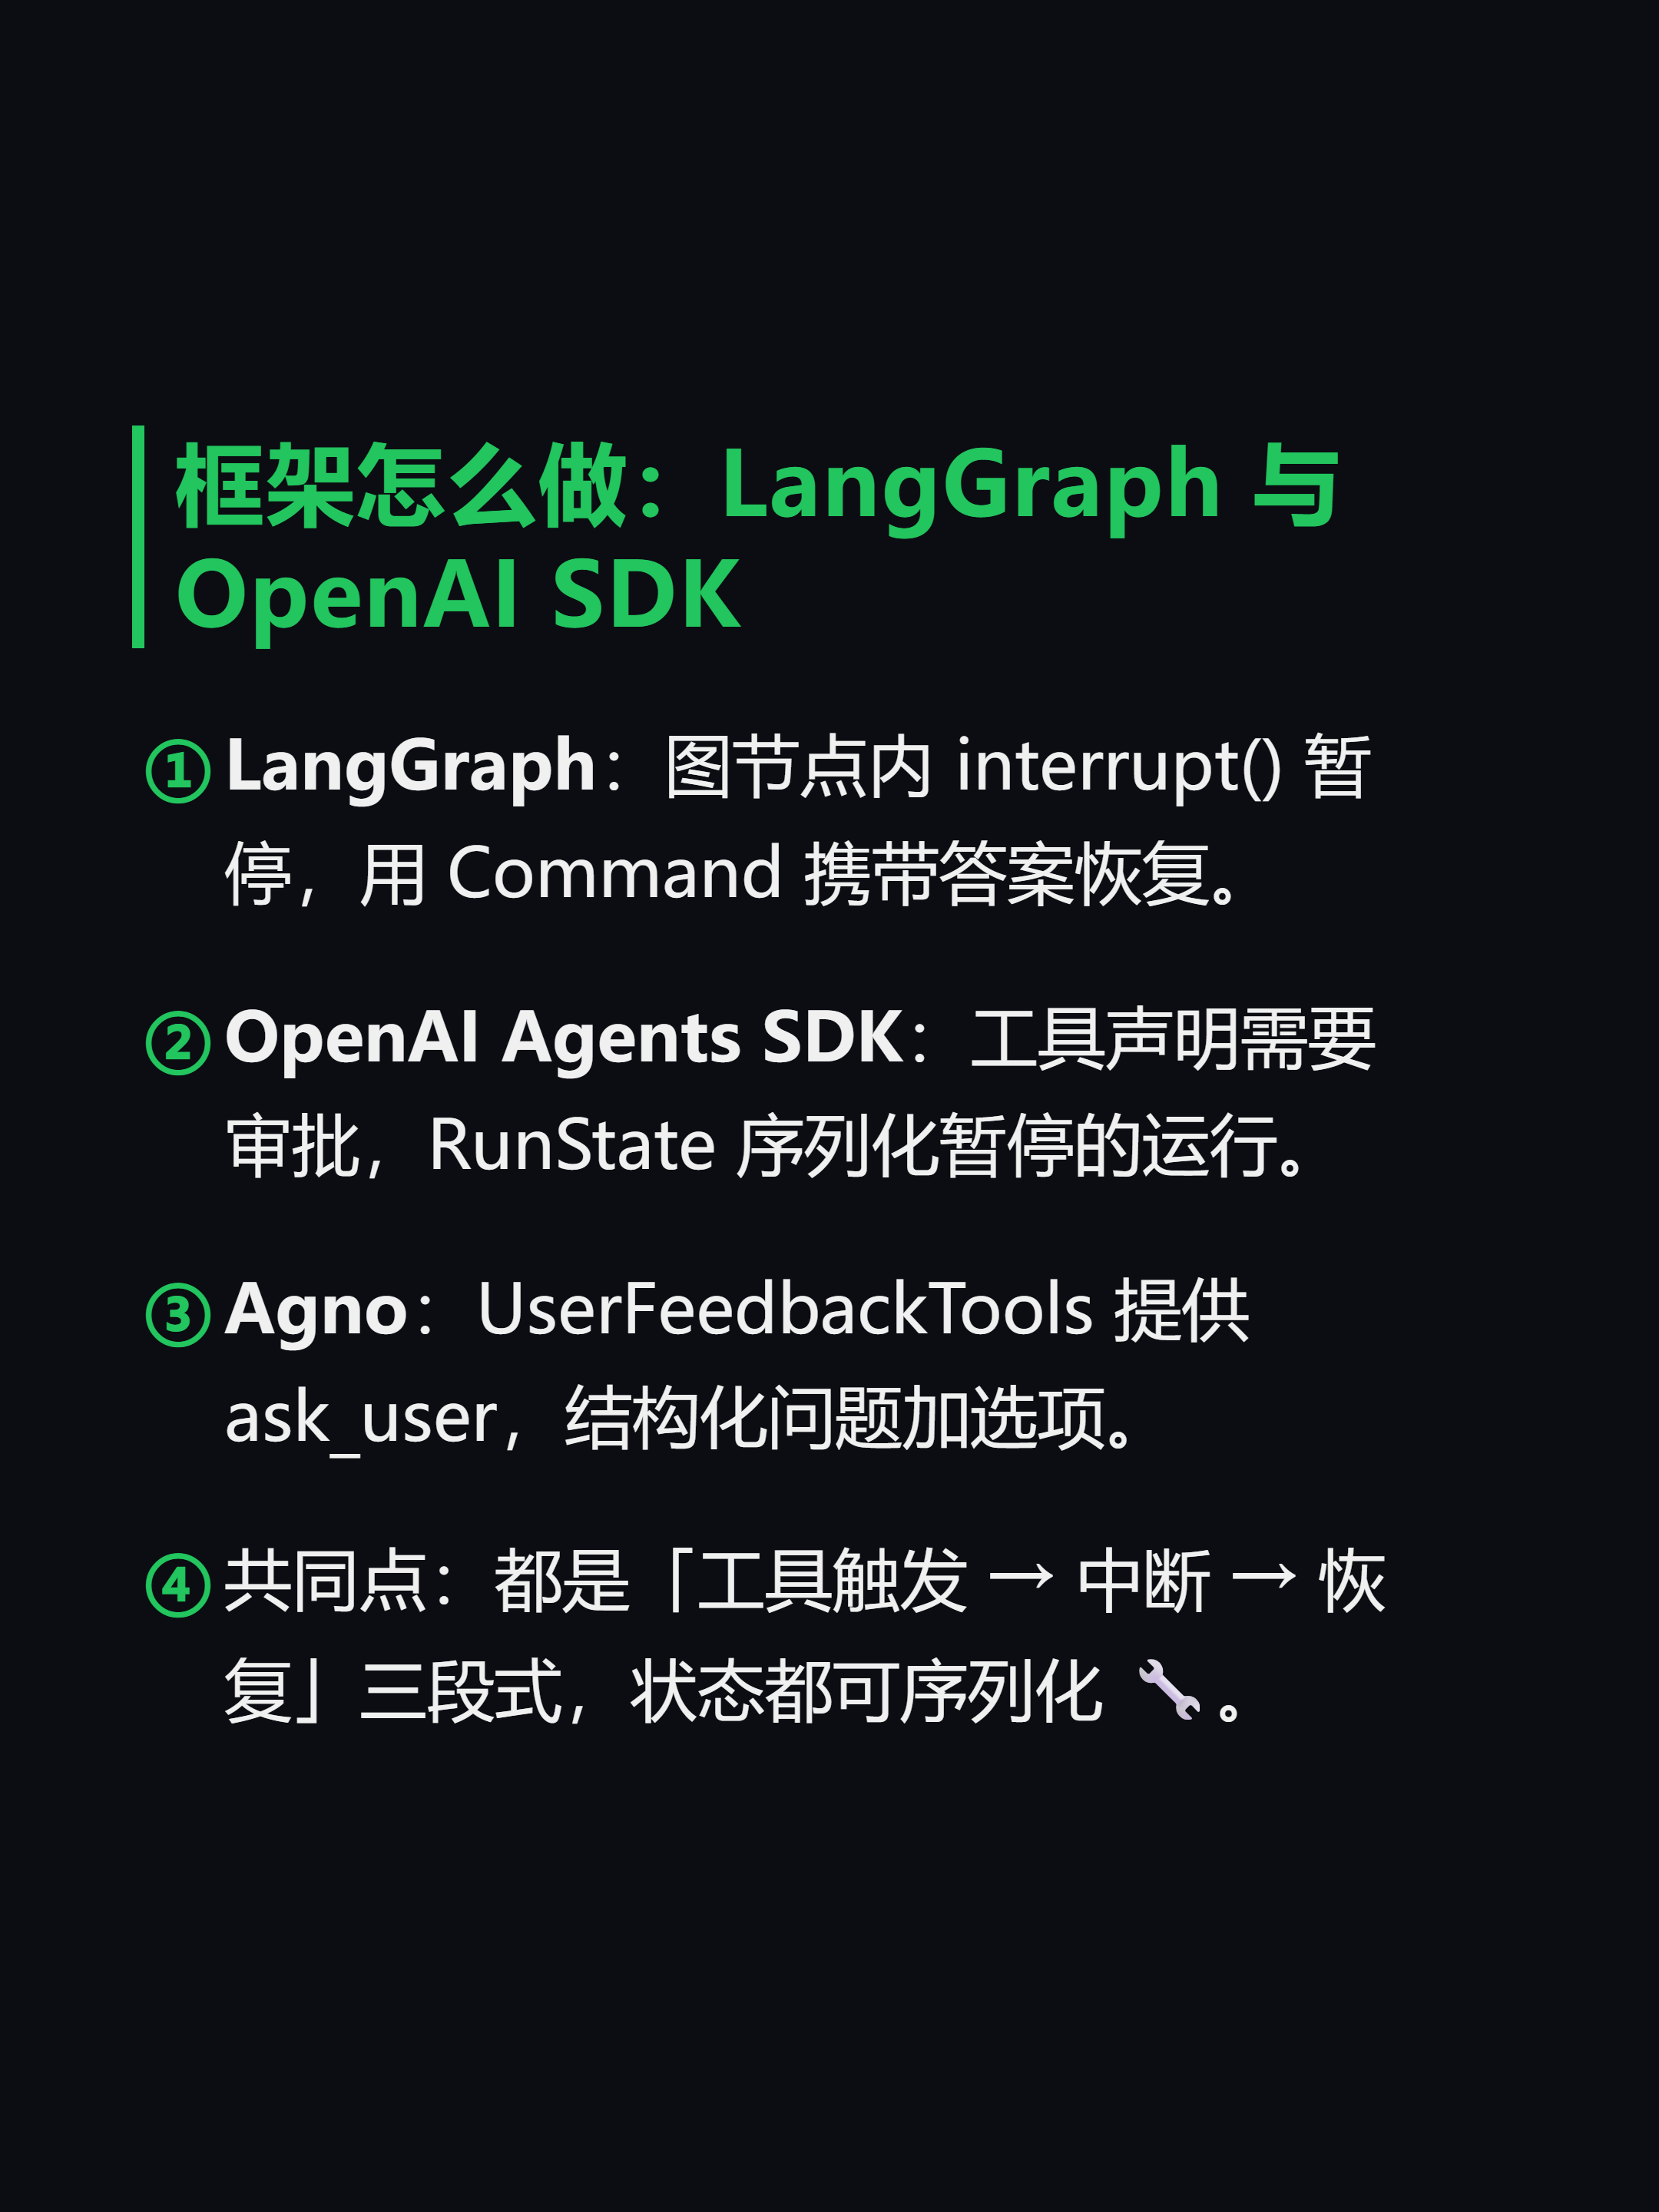 框架怎么做：LangGraph 与
OpenAI SDK
① LangGraph：图节点内 interrupt() 暂
停，用 Command 携带答案恢复。
② OpenAI Agents SDK：工具声明需要
审批，RunState 序列化暂停的运行。
③ Agno：UserFeedbackTools 提供
ask_user，结构化问题加选项。
④ 共同点：都是「工具触发 → 中断 → 恢
复」三段式，状态都可序列化 🔧。